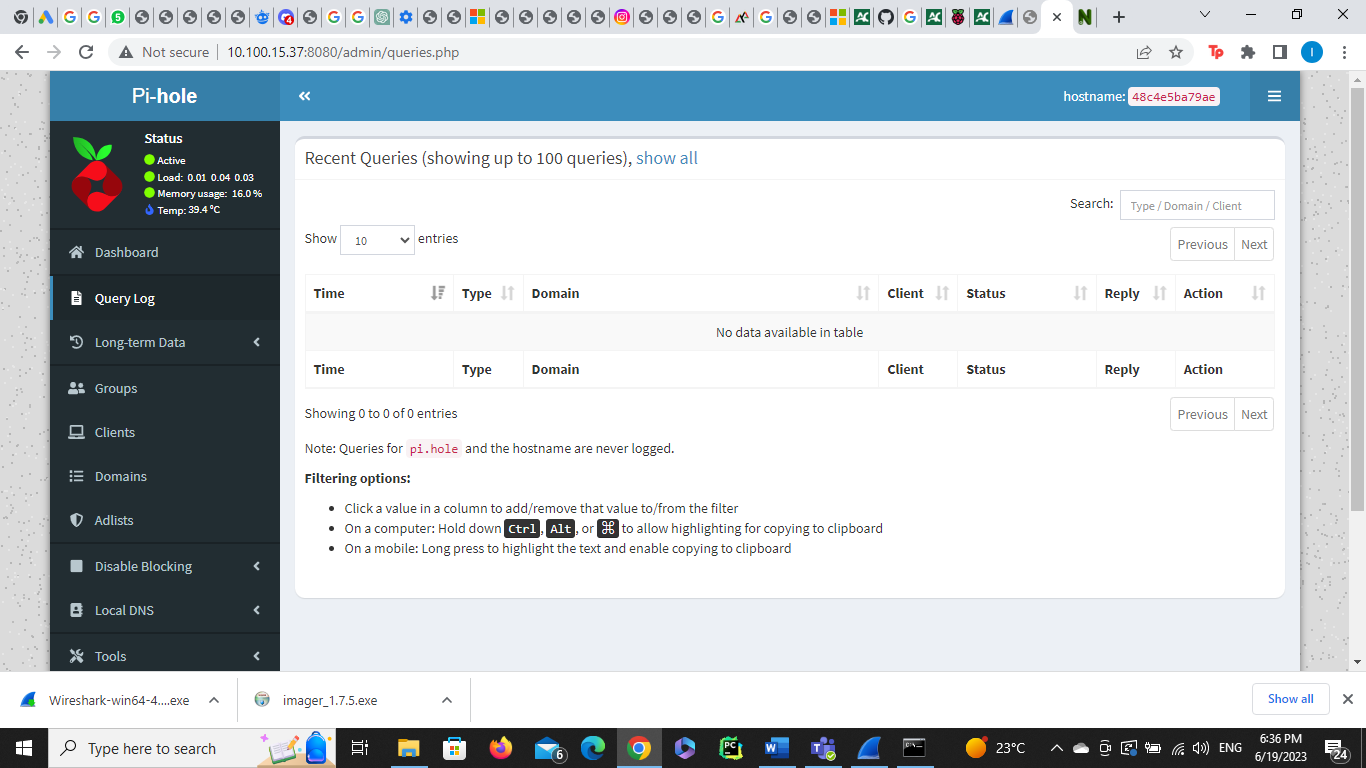 Not secure
10.100.15.37:8080/admin/queries.php
Pi-hole
hostname: 48c4e5ba79ae
Status
Active
Load: 0.01 0.04 0.03
Memory usage: 16.0 %
Temp: 39.4 °C
Dashboard
Query Log
Long-term Data
Groups
Clients
Domains
Adlists
Disable Blocking
Local DNS
Tools
Recent Queries (showing up to 100 queries), show all
Search: Type / Domain / Client
Show 10 entries
Previous Next
Time Type Domain Client Status Reply Action
No data available in table
Time Type Domain Client Status Reply Action
Showing 0 to 0 of 0 entries
Previous Next
Note: Queries for pi.hole and the hostname are never logged.
Filtering options:
Click a value in a column to add/remove that value to/from the filter
On a computer: Hold down Ctrl, Alt, or ⌘ to allow highlighting for copying to clipboard
On a mobile: Long press to highlight the text and enable copying to clipboard
Wireshark-win64-4....exe
imager_1.7.5.exe
Show all
Type here to search
6
23°C
ENG
6:36 PM
6/19/2023
24